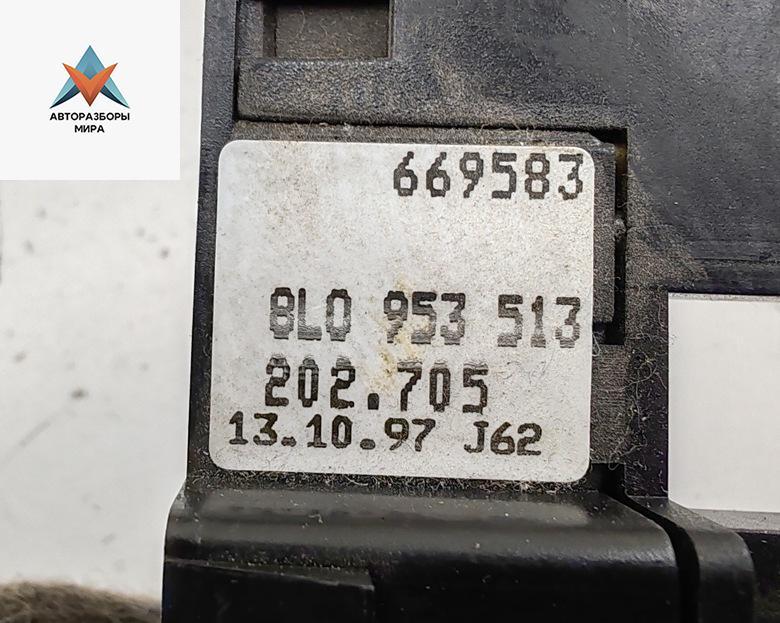 АВТОРАЗБОРЫ
МИРА
669583
8L0 953 513
202.705
13.10.97 J62